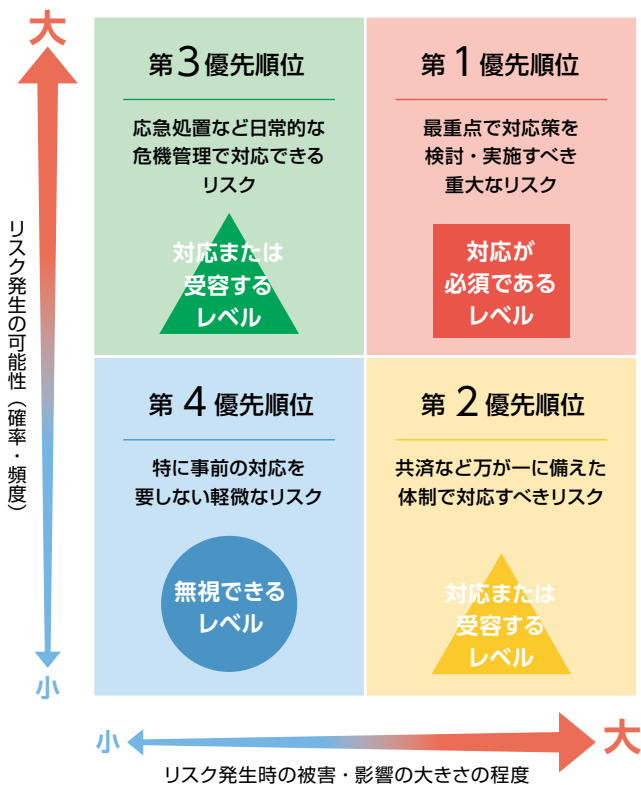 大
第3優先順位
応急処置など日常的な
危機管理で対応できる
リスク
対応または
受容する
レベル
第1優先順位
最重点で対応策を
検討・実施すべき
重大なリスク
対応が
必須である
レベル
リスク発生の可能性（確率・頻度）
第4優先順位
特に事前の対応を
要しない軽微なリスク
無視できる
レベル
第2優先順位
共済など万が一に備えた
体制で対応すべきリスク
対応または
受容する
レベル
小
小
大
リスク発生時の被害・影響の大きさの程度